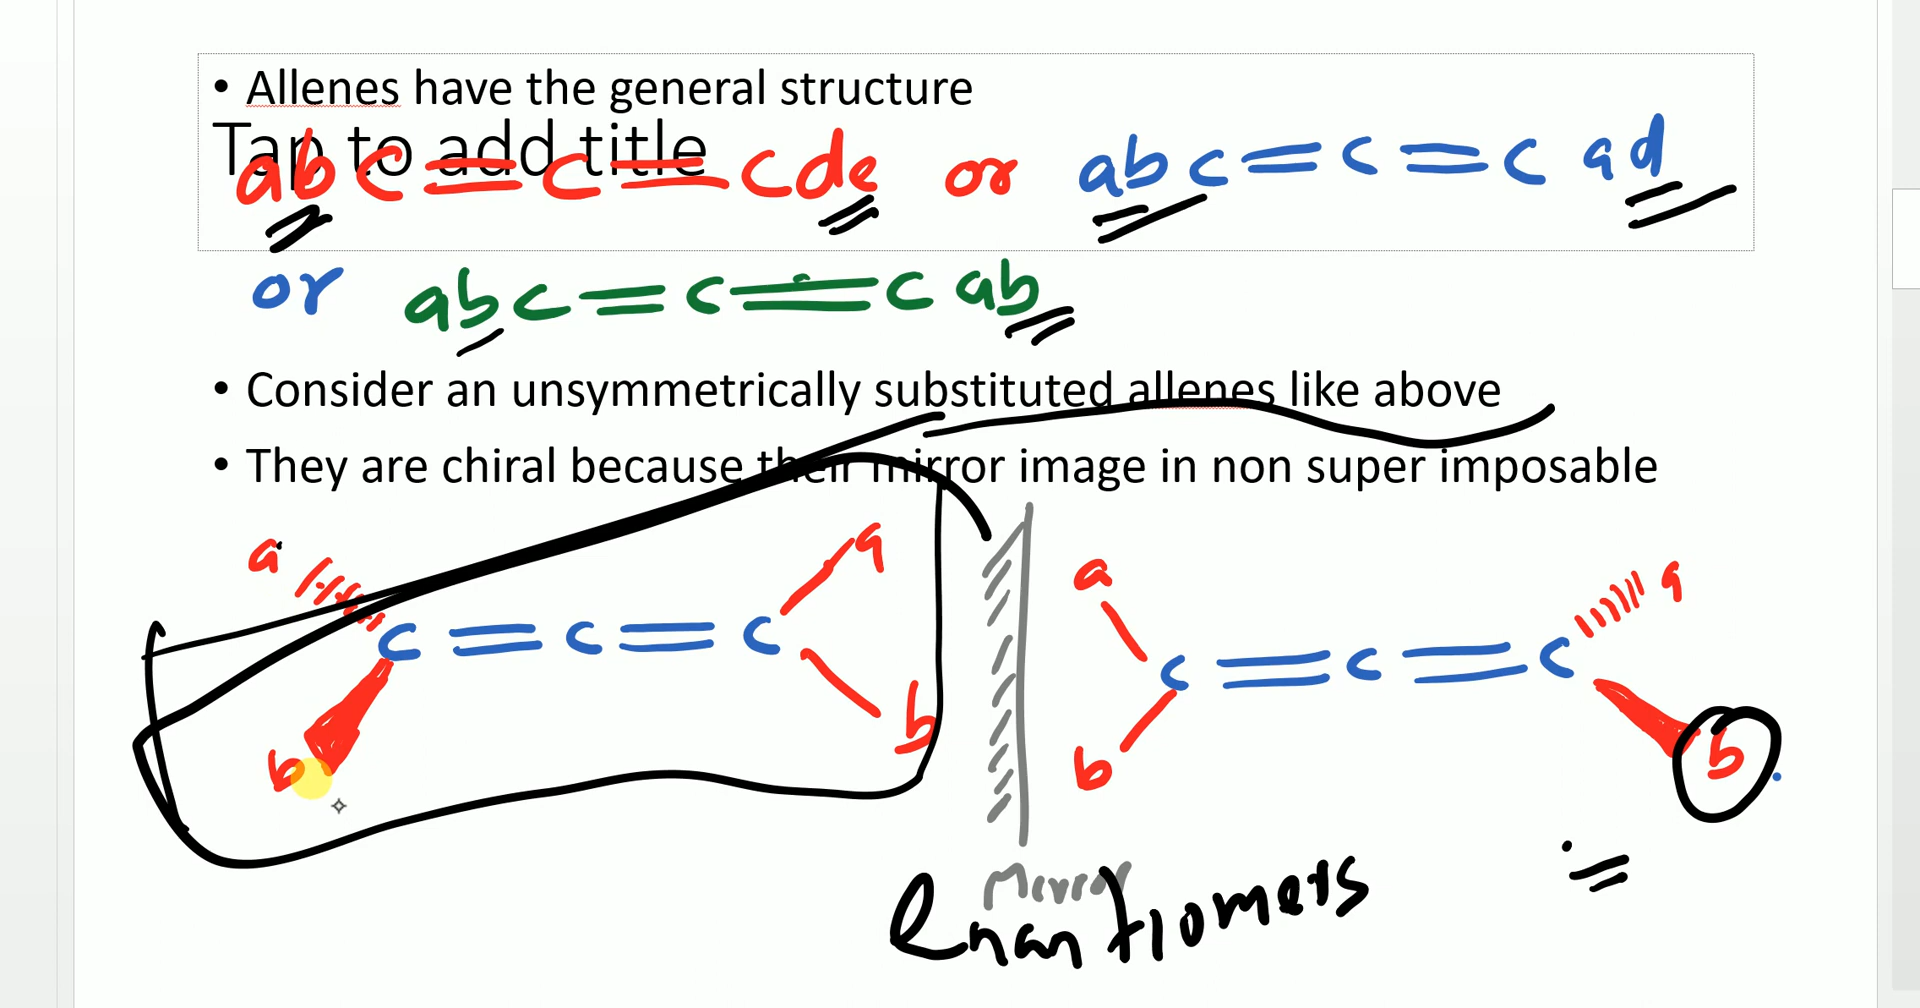 • Allenes have the general structure
Tap to add title
abC=C=Cde or abC=C=Cad
or abC=C=Cab
• Consider an unsymmetrically substituted allenes like above
• They are chiral because their mirror image in non super imposable
a a a a
C=C=C C=C=C
b b b b
Mirror
Enantiomers